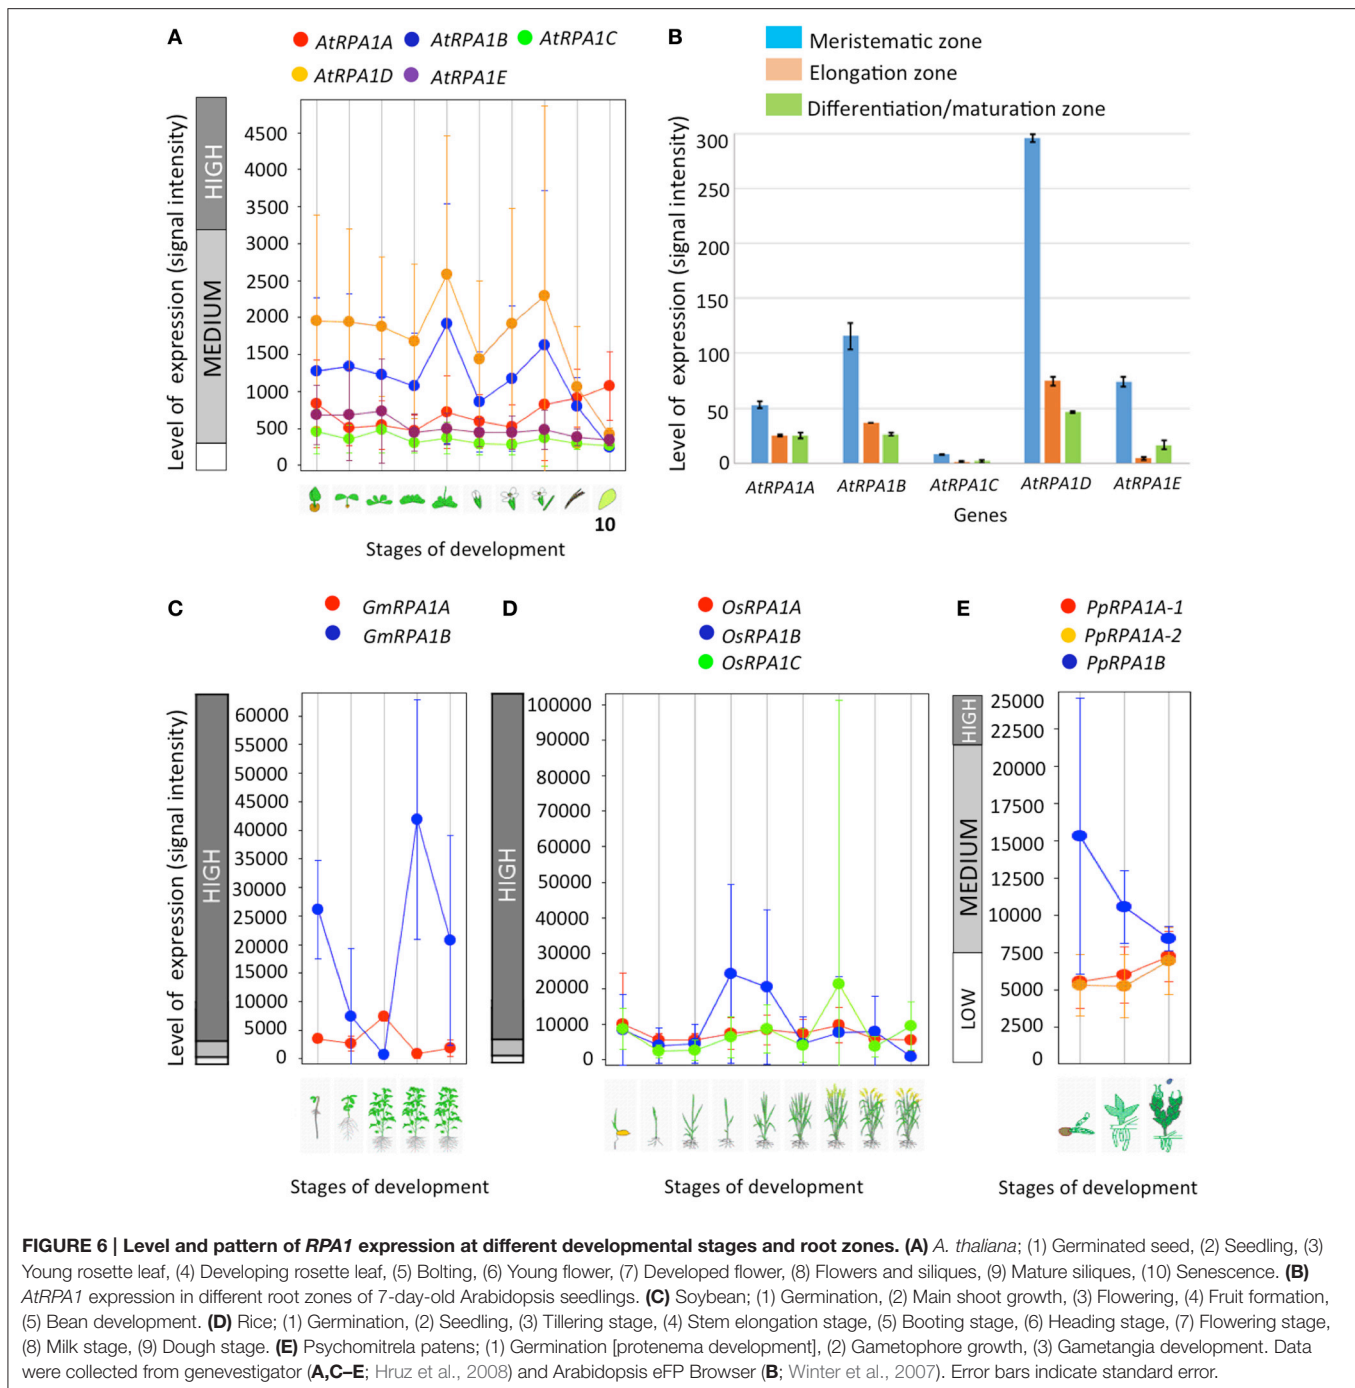 A
AtRPA1A AtRPA1B AtRPA1C
AtRPA1D AtRPA1E
Level of expression (signal intensity)
HIGH
MEDIUM
4500
4000
3500
3000
2500
2000
1500
1000
500
0
10
Stages of development
B
Meristematic zone
Elongation zone
Differentiation/maturation zone
Level of expression (signal intensity)
300
250
200
150
100
50
0
AtRPA1A AtRPA1B AtRPA1C AtRPA1D AtRPA1E
Genes
C
GmRPA1A
GmRPA1B
Level of expression (signal intensity)
HIGH
60000
55000
50000
45000
40000
35000
30000
25000
20000
15000
10000
5000
0
Stages of development
D
OsRPA1A
OsRPA1B
OsRPA1C
HIGH
100000
90000
80000
70000
60000
50000
40000
30000
20000
10000
0
Stages of development
E
PpRPA1A-1
PpRPA1A-2
PpRPA1B
HIGH
MEDIUM
LOW
25000
22500
20000
17500
15000
12500
10000
7500
5000
2500
0
Stages of development
FIGURE 6 | Level and pattern of RPA1 expression at different developmental stages and root zones. (A) A. thaliana; (1) Germinated seed, (2) Seedling, (3)
Young rosette leaf, (4) Developing rosette leaf, (5) Bolting, (6) Young flower, (7) Developed flower, (8) Flowers and siliques, (9) Mature siliques, (10) Senescence. (B)
AtRPA1 expression in different root zones of 7-day-old Arabidopsis seedlings. (C) Soybean; (1) Germination, (2) Main shoot growth, (3) Flowering, (4) Fruit formation,
(5) Bean development. (D) Rice; (1) Germination, (2) Seedling, (3) Tillering stage, (4) Stem elongation stage, (5) Booting stage, (6) Heading stage, (7) Flowering stage,
(8) Milk stage, (9) Dough stage. (E) Psychomitrela patens; (1) Germination [protenema development], (2) Gametophore growth, (3) Gametangia development. Data
were collected from genevestigator (A,C–E; Hruz et al., 2008) and Arabidopsis eFP Browser (B; Winter et al., 2007). Error bars indicate standard error.